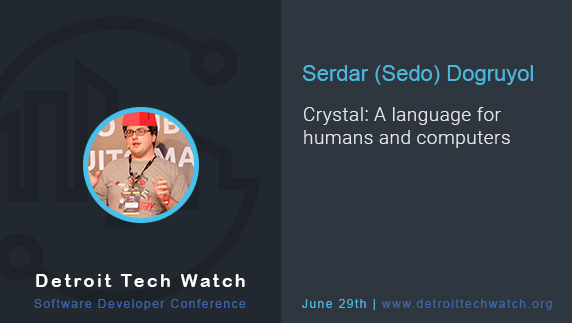 Serdar (Sedo) Dogruyol
Crystal: A language for
humans and computers
Detroit Tech Watch
Software Developer Conference
June 29th | www.detroittechwatch.org